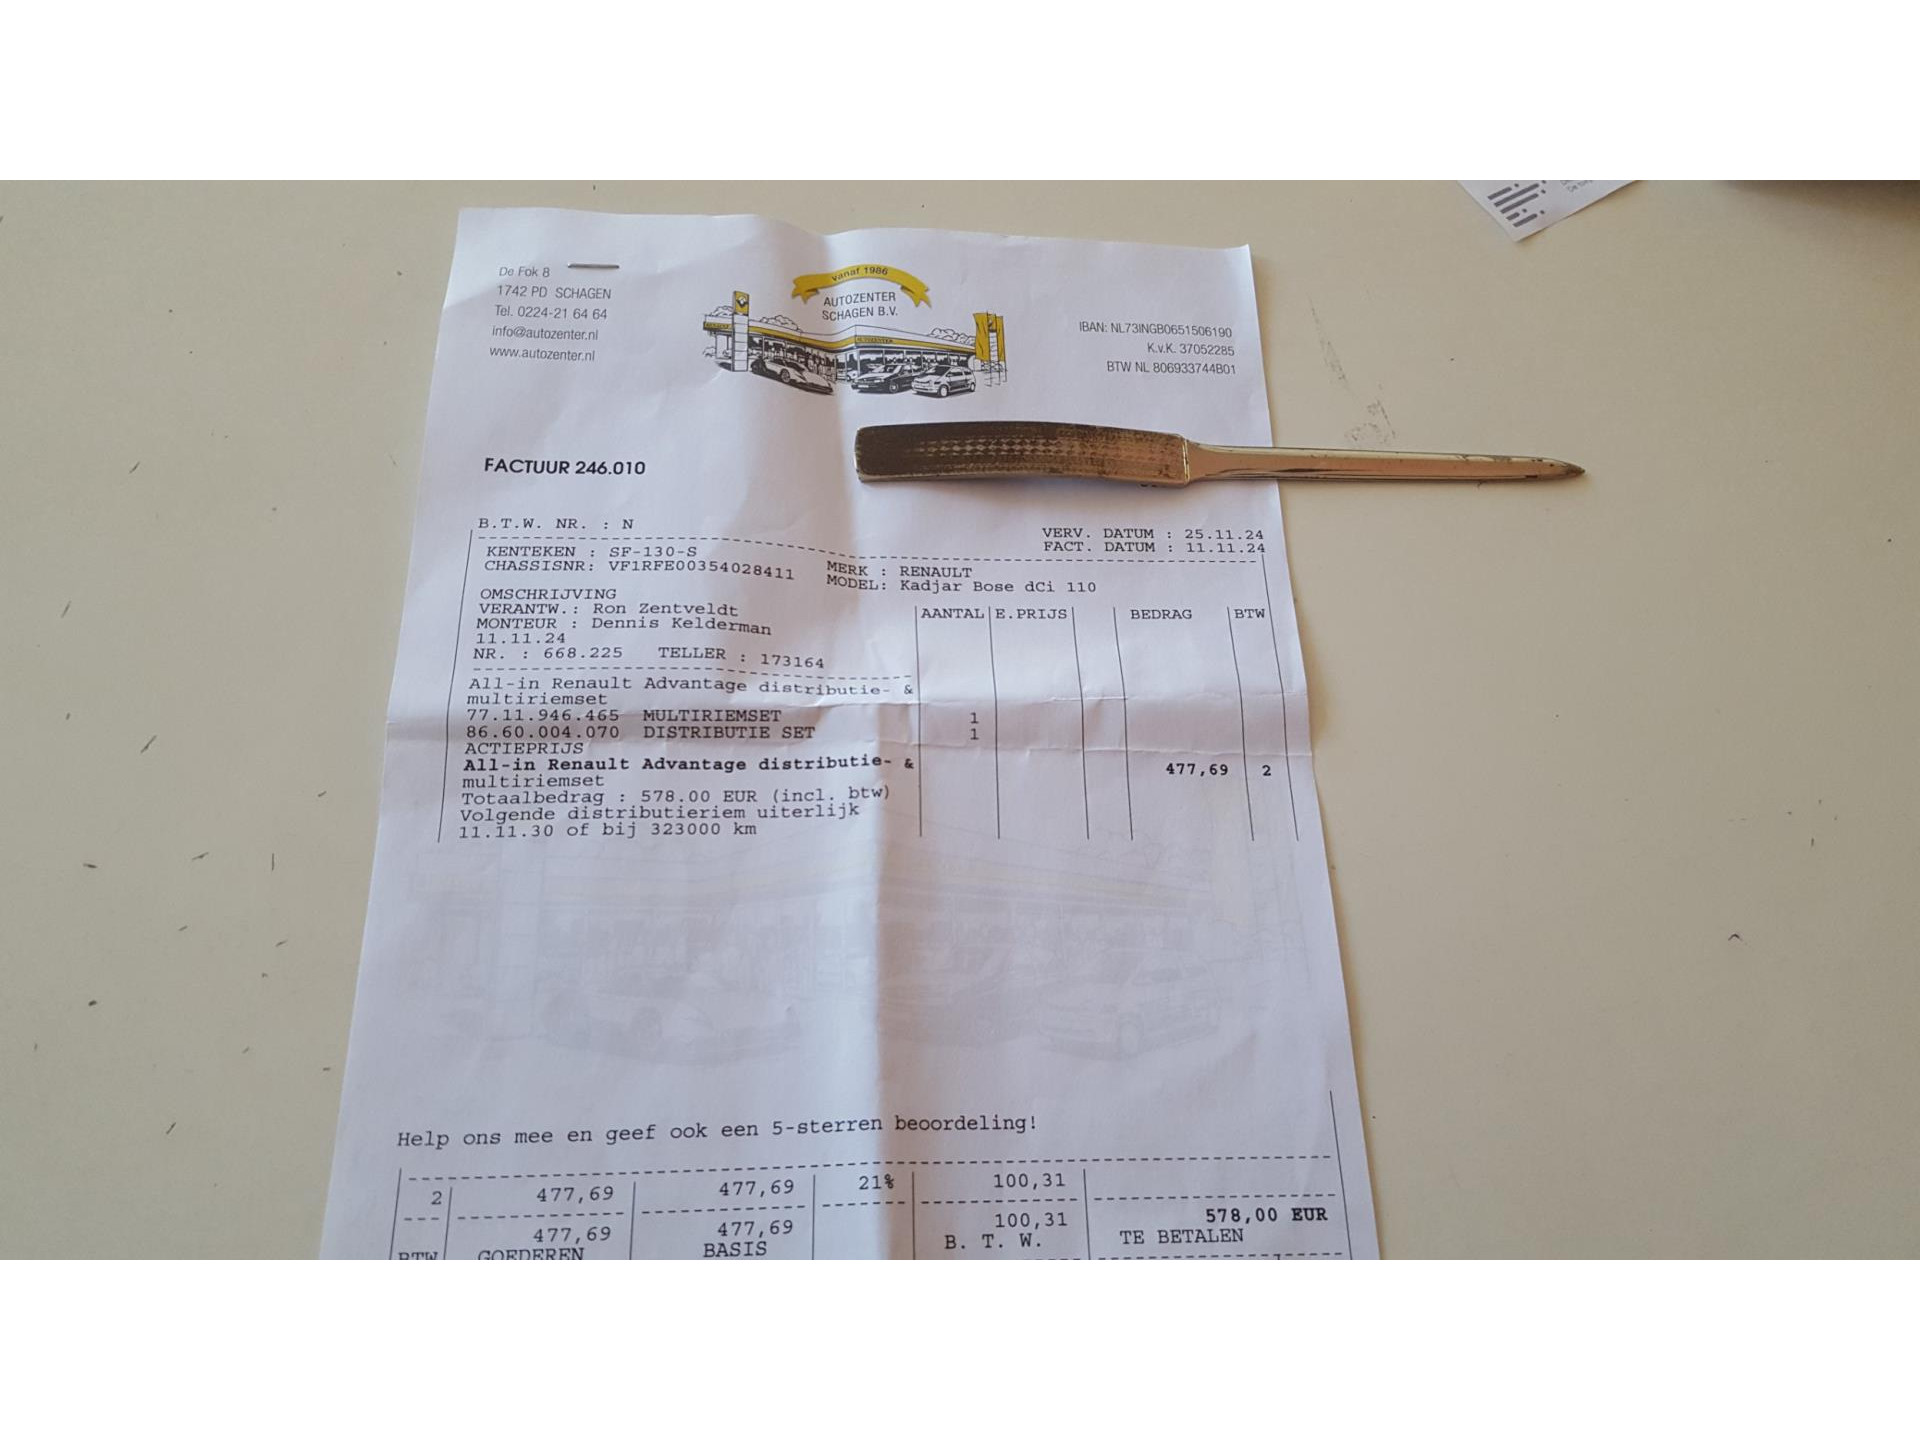 De Fok 8
1742 PD SCHAGEN
Tel. 0224-21 64 64
info@autozenter.nl
www.autozenter.nl
vanaf 1986
AUTOZENTER
SCHAGEN B.V.
IBAN: NL73INGB0651506190
K.v.K. 37052285
BTW NL 806933744B01
FACTUUR 246.010
B.T.W. NR. : N
VERV. DATUM : 25.11.24
FACT. DATUM : 11.11.24
KENTEKEN : SF-130-S
CHASSISNR: VF1RFE00354028411
MERK : RENAULT
MODEL: Kadjar Bose dCi 110
OMSCHRIJVING AANTAL E.PRIJS BEDRAG BTW
VERANTW.: Ron Zentveldt
MONTEUR : Dennis Kelderman
11.11.24
NR. : 668.225 TELLER : 173164
All-in Renault Advantage distributie- &
multiriemset
77.11.946.465 MULTIRIEMSET 1
86.60.004.070 DISTRIBUTIE SET 1
ACTIEPRIJS
All-in Renault Advantage distributie- & 477,69 2
multiriemset
Totaalbedrag : 578.00 EUR (incl. btw)
Volgende distributieriem uiterlijk
11.11.30 of bij 323000 km
Help ons mee en geef ook een 5-sterren beoordeling!
2 477,69 477,69 21% 100,31
477,69 477,69 100,31 578,00 EUR
BTW GOEDEREN BASIS B. T. W. TE BETALEN